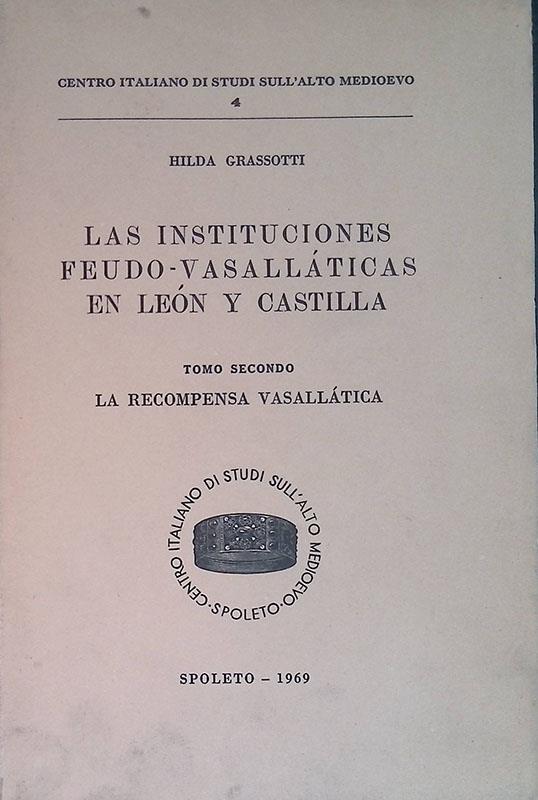 CENTRO ITALIANO DI STUDI SULL'ALTO MEDIOEVO
4
HILDA GRASSOTTI
LAS INSTITUCIONES
FEUDO-VASALLÁTICAS
EN LEÓN Y CASTILLA
TOMO SECONDO
LA RECOMPENSA VASALLÁTICA
CENTRO ITALIANO DI STUDI SULL'ALTO MEDIOEVO · SPOLETO ·
SPOLETO – 1969